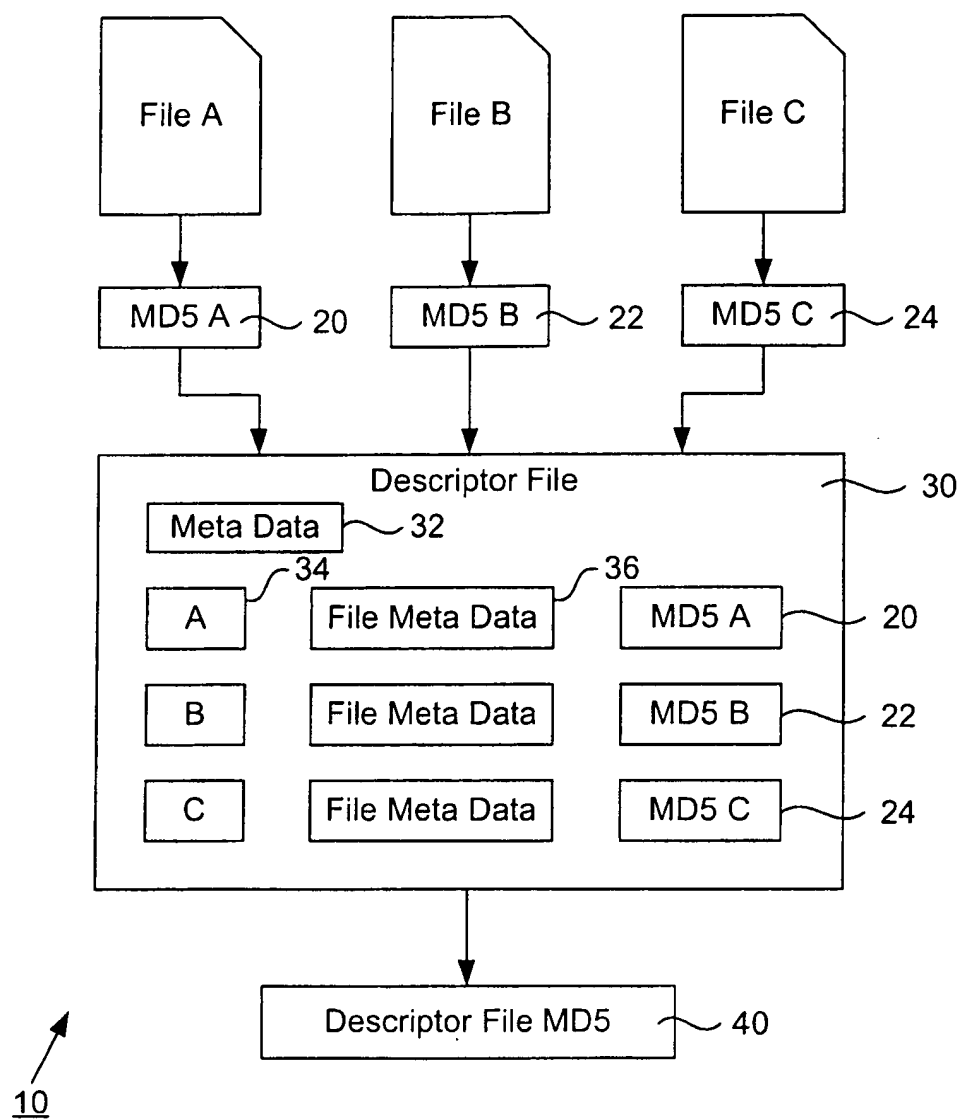 File A
File B
File C
MD5 A
20
MD5 B
22
MD5 C
24
Descriptor File
30
Meta Data
32
34
36
A
File Meta Data
MD5 A
20
B
File Meta Data
MD5 B
22
C
File Meta Data
MD5 C
24
Descriptor File MD5
40
10